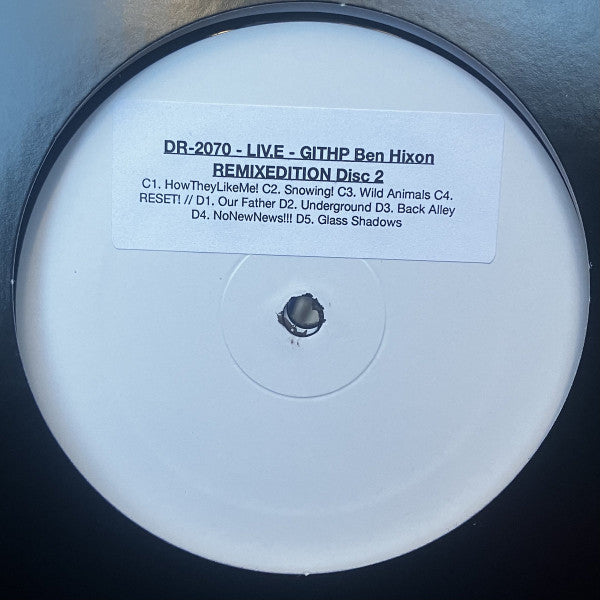 DR-2070 - LIV.E - GITHP Ben Hixon
REMIXEDITION Disc 2
C1. HowTheyLikeMe! C2. Snowing! C3. Wild Animals C4.
RESET! // D1. Our Father D2. Underground D3. Back Alley
D4. NoNewNews!!! D5. Glass Shadows